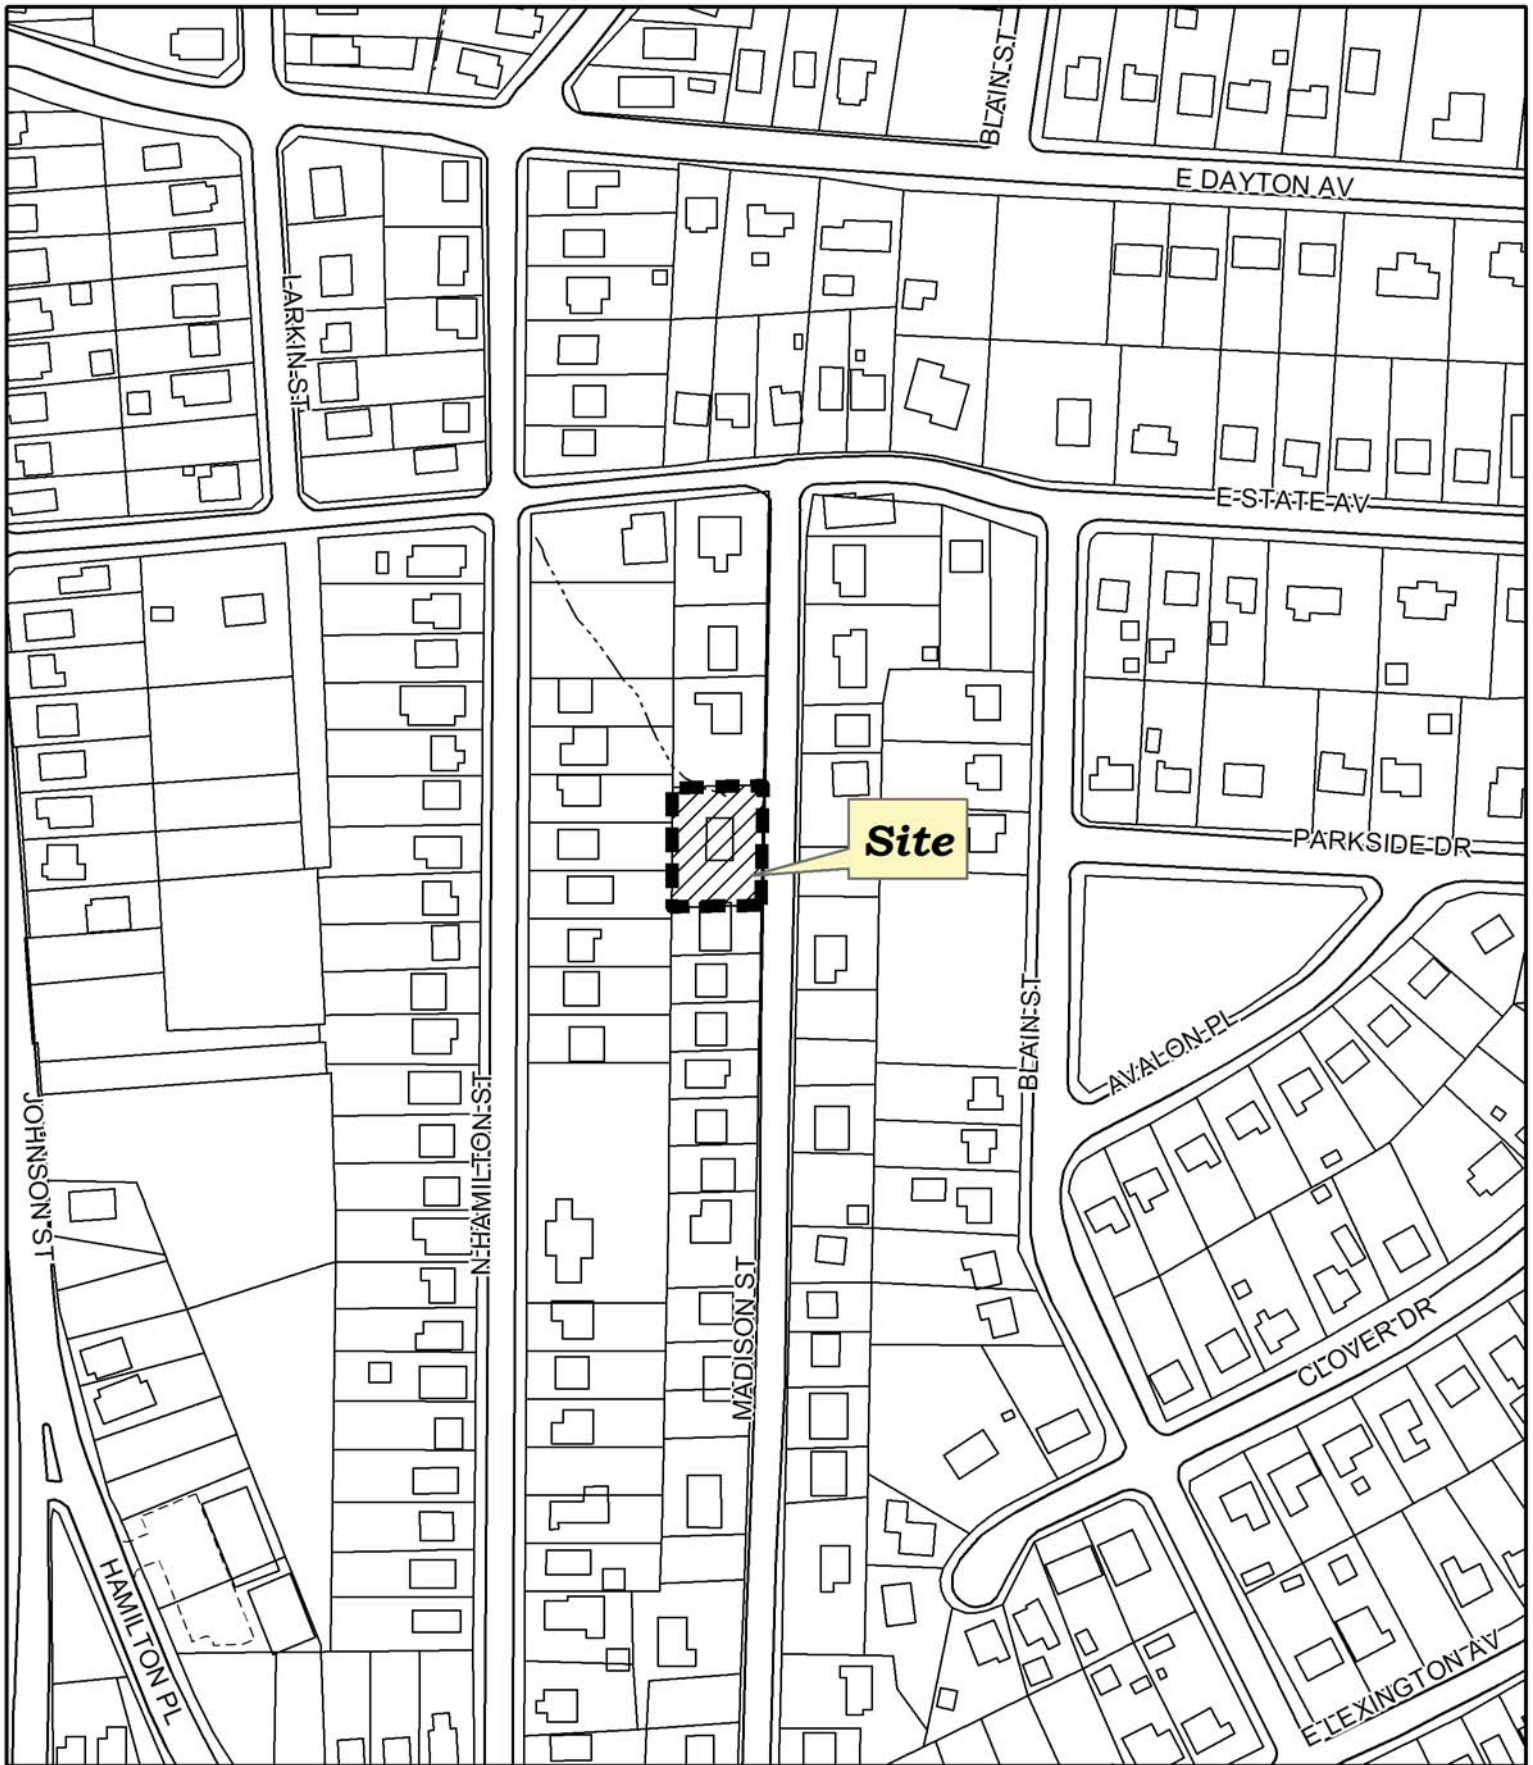 BLAIN ST
E DAYTON AV
LARKIN ST
E STATE AV
Site
PARKSIDE DR
BLAIN ST
AVALON PL
JOHNSON ST
N HAMILTON ST
MADISON ST
CLOVER DR
HAMILTON PL
E LEXINGTON AV